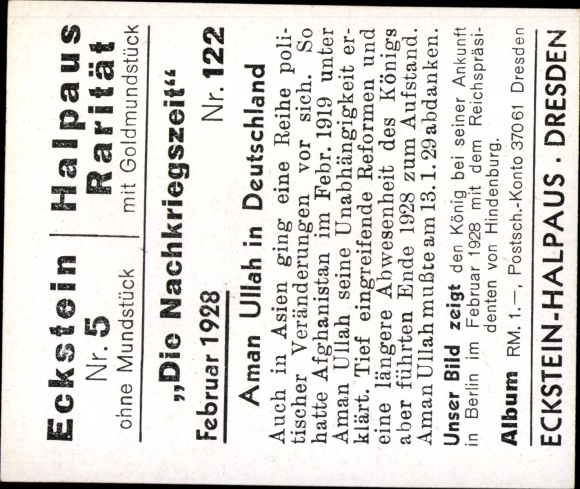 Eckstein Halpaus
Nr. 5 Rarität
ohne Mundstück mit Goldmundstück
„Die Nachkriegszeit“
Februar 1928 Nr. 122
Aman Ullah in Deutschland
Auch in Asien ging eine Reihe poli-
tischer Veränderungen vor sich. So
hatte Afghanistan im Febr. 1919 unter
Aman Ullah seine Unabhängigkeit er-
klärt. Tief eingreifende Reformen und
eine längere Abwesenheit des Königs
aber führten Ende 1928 zum Aufstand.
Aman Ullah mußte am 13.1.29 abdanken.
Unser Bild zeigt den König bei seiner Ankunft
in Berlin im Februar 1928 mit dem Reichspräsi-
denten von Hindenburg.
Album RM. 1.–, Postsch.-Konto 37061 Dresden
ECKSTEIN-HALPAUS · DRESDEN